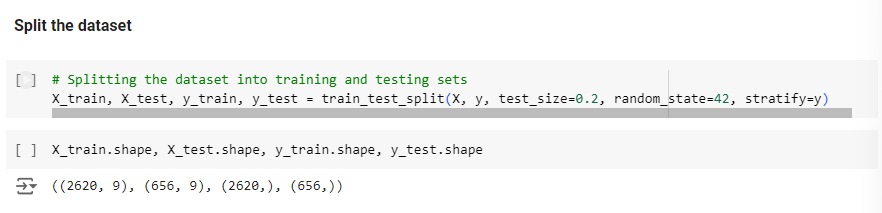 Split the dataset
[ ] # Splitting the dataset into training and testing sets
X_train, X_test, y_train, y_test = train_test_split(X, y, test_size=0.2, random_state=42, stratify=y)
[ ] X_train.shape, X_test.shape, y_train.shape, y_test.shape
((2620, 9), (656, 9), (2620,), (656,))